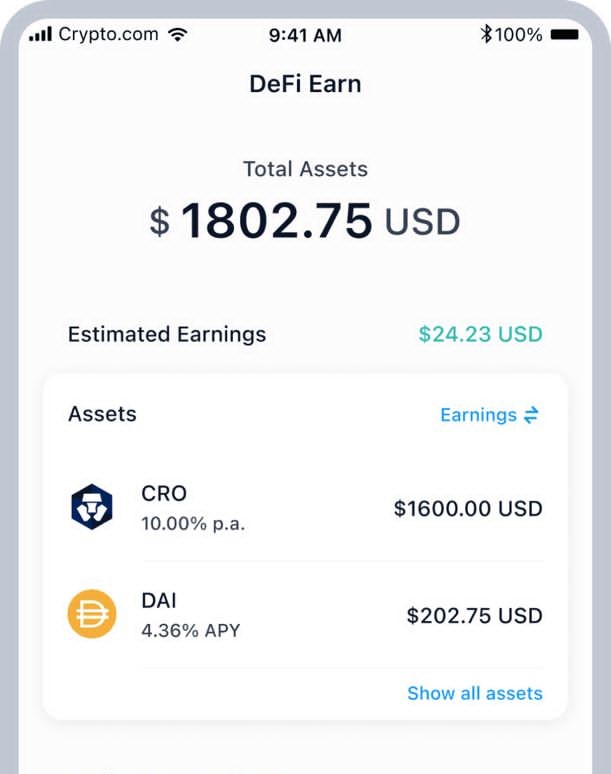 Crypto.com 9:41 AM 100%
DeFi Earn
Total Assets
$ 1802.75 USD
Estimated Earnings $24.23 USD
Assets Earnings
CRO
10.00% p.a. $1600.00 USD
DAI
4.36% APY $202.75 USD
Show all assets